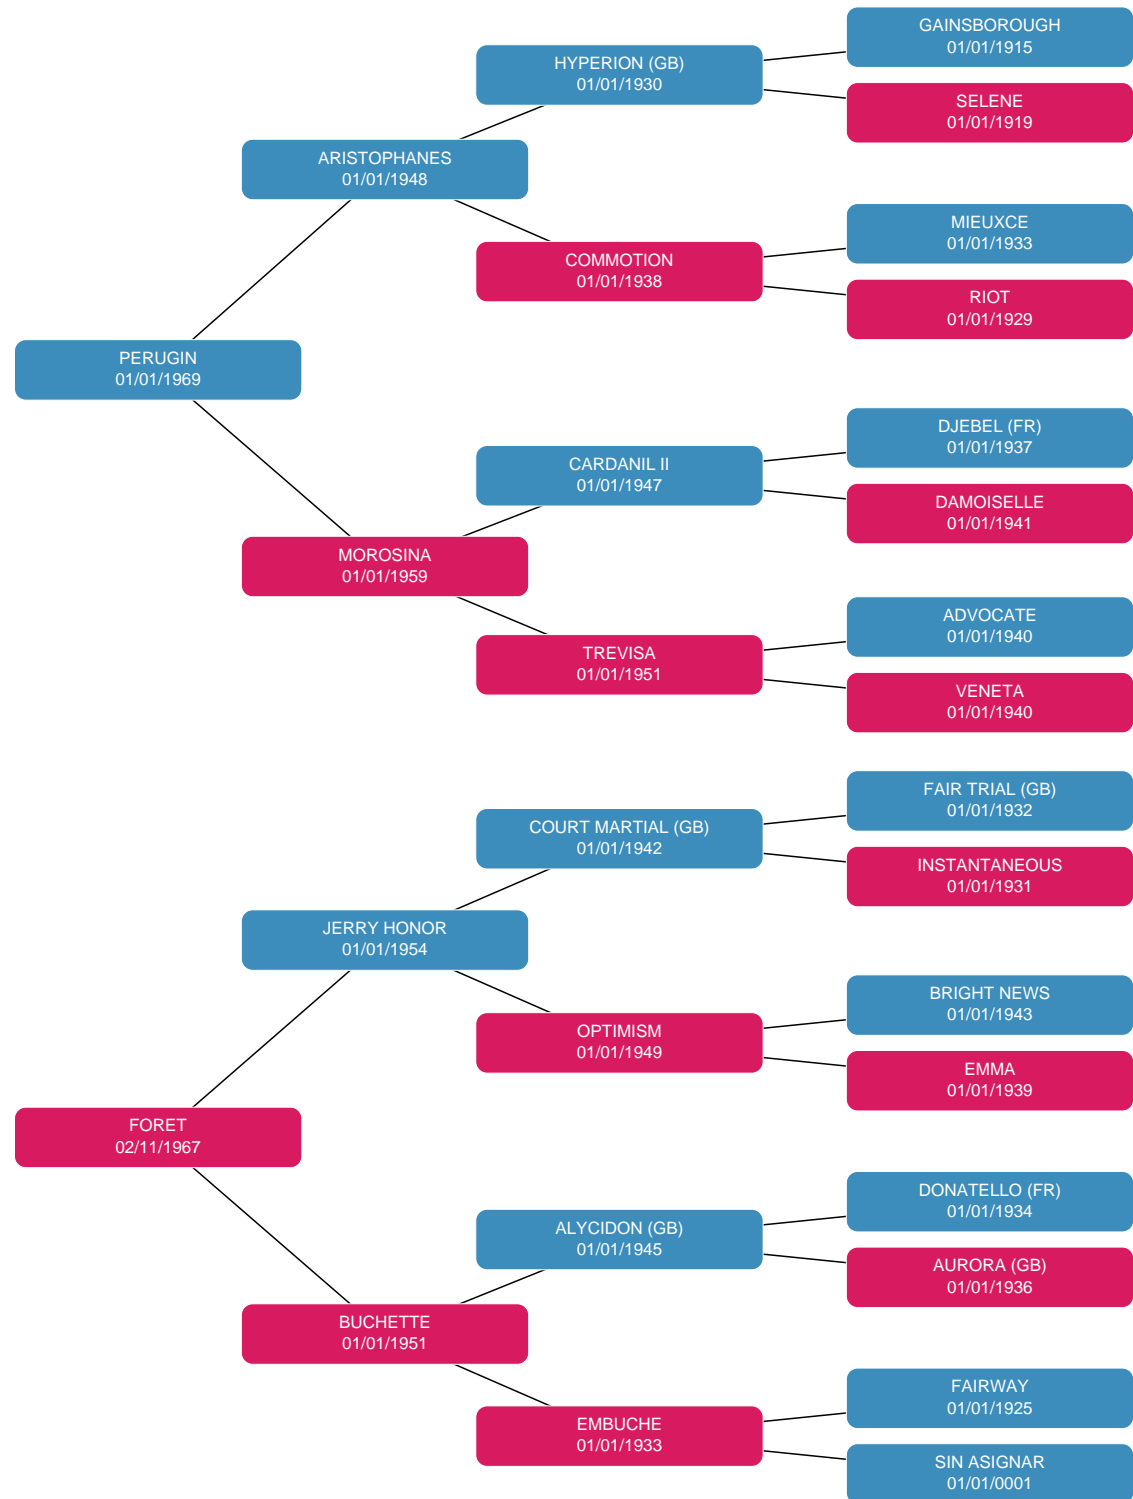 GAINSBOROUGH
01/01/1915
HYPERION (GB)
01/01/1930
SELENE
01/01/1919
ARISTOPHANES
01/01/1948
MIEUXCE
01/01/1933
COMMOTION
01/01/1938
RIOT
01/01/1929
PERUGIN
01/01/1969
DJEBEL (FR)
01/01/1937
CARDANIL II
01/01/1947
DAMOISELLE
01/01/1941
MOROSINA
01/01/1959
ADVOCATE
01/01/1940
TREVISA
01/01/1951
VENETA
01/01/1940
FAIR TRIAL (GB)
01/01/1932
COURT MARTIAL (GB)
01/01/1942
INSTANTANEOUS
01/01/1931
JERRY HONOR
01/01/1954
BRIGHT NEWS
01/01/1943
OPTIMISM
01/01/1949
EMMA
01/01/1939
FORET
02/11/1967
DONATELLO (FR)
01/01/1934
ALYCIDON (GB)
01/01/1945
AURORA (GB)
01/01/1936
BUCHETTE
01/01/1951
FAIRWAY
01/01/1925
EMBUCHE
01/01/1933
SIN ASIGNAR
01/01/0001